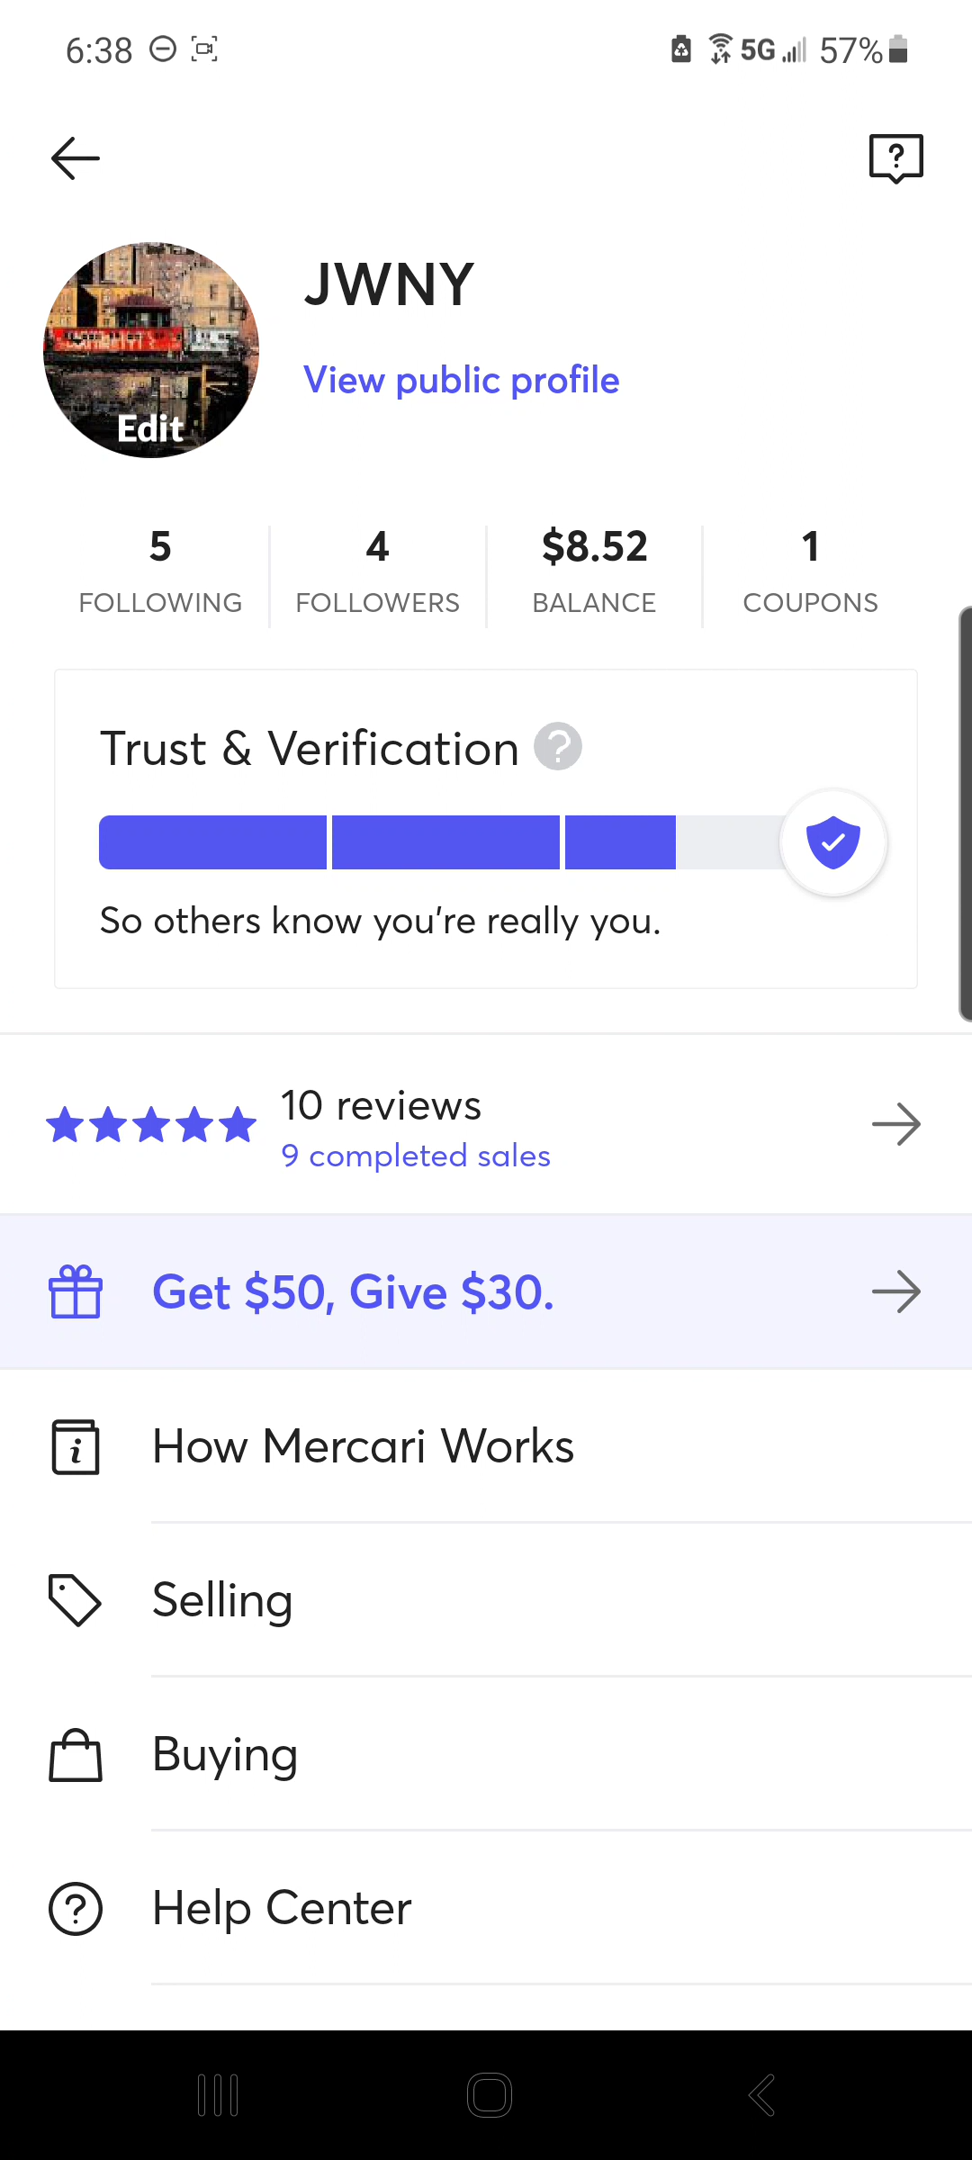 6:38 5G 57%
JWNY
View public profile
Edit
5 4 $8.52 1
FOLLOWING FOLLOWERS BALANCE COUPONS
Trust & Verification ?
So others know you're really you.
10 reviews
9 completed sales
Get $50, Give $30.
How Mercari Works
Selling
Buying
Help Center